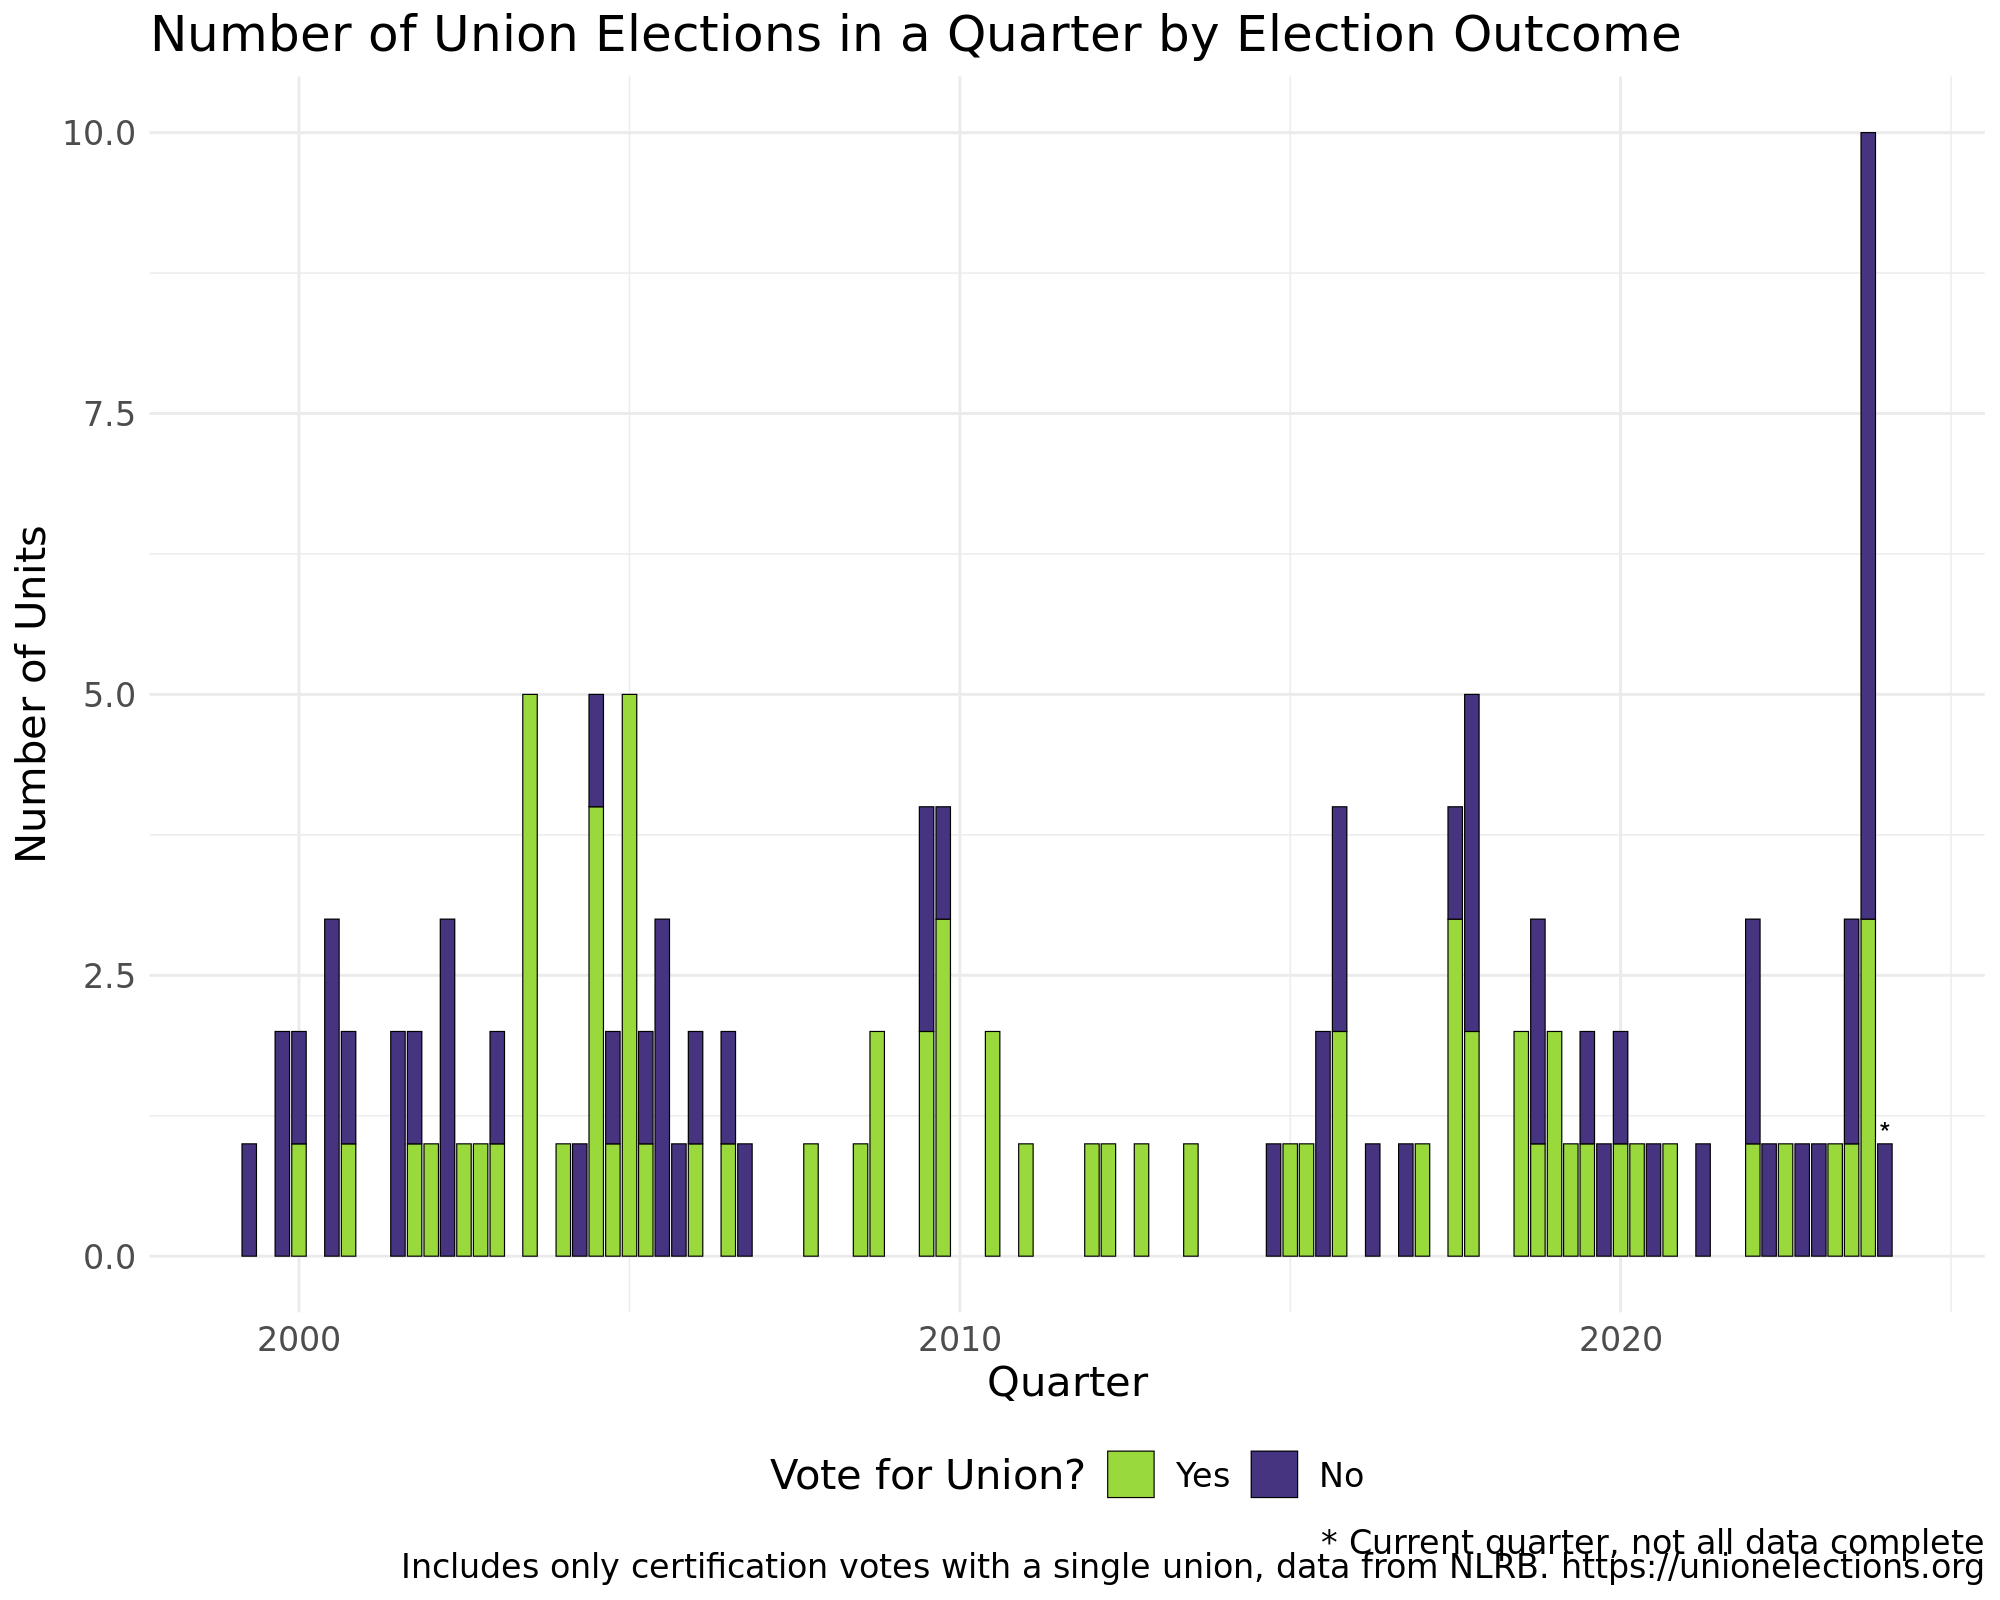 Number of Union Elections in a Quarter by Election Outcome
10.0
7.5
5.0
2.5
0.0
Number of Units
*
2000 2010 2020
Quarter
Vote for Union? Yes No
* Current quarter, not all data complete
Includes only certification votes with a single union, data from NLRB. https://unionelections.org